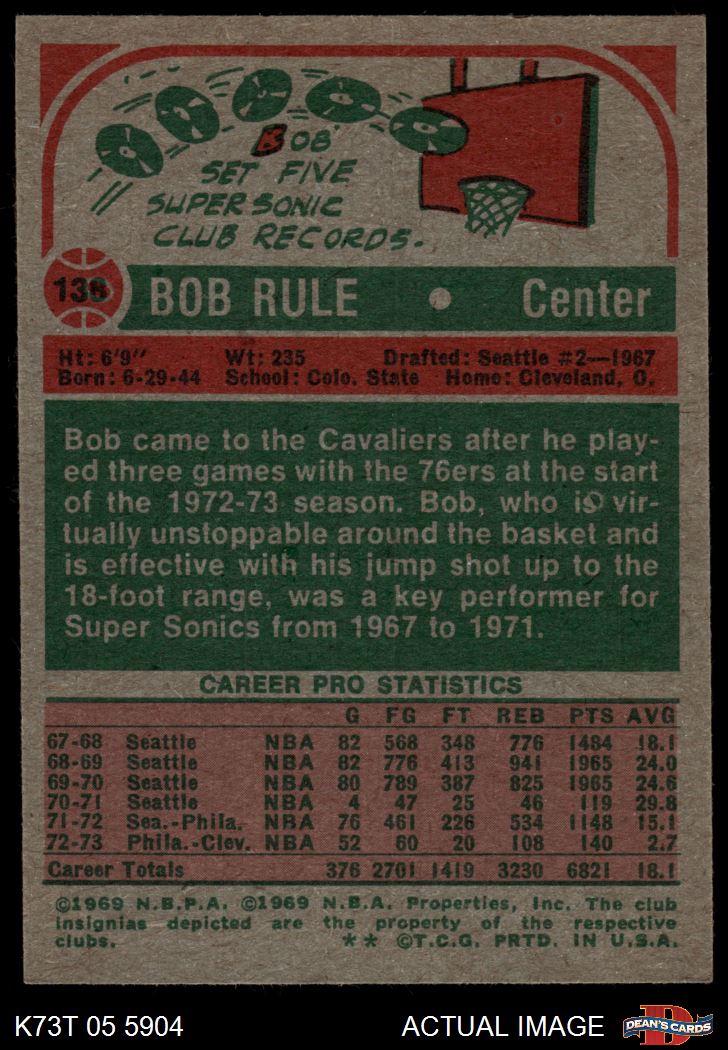 BOB
SET FIVE
SUPERSONIC
CLUB RECORDS.
138 BOB RULE Center
Ht: 6'9" Wt: 235 Drafted: Seattle #2—1967
Born: 6-29-44 School: Colo. State Home: Cleveland, O.
Bob came to the Cavaliers after he play-
ed three games with the 76ers at the start
of the 1972-73 season. Bob, who is vir-
tually unstoppable around the basket and
is effective with his jump shot up to the
18-foot range, was a key performer for
Super Sonics from 1967 to 1971.
CAREER PRO STATISTICS
G FG FT REB PTS AVG
67-68 Seattle NBA 82 568 348 776 1484 18.1
68-69 Seattle NBA 82 776 413 941 1965 24.0
69-70 Seattle NBA 80 789 387 825 1965 24.6
70-71 Seattle NBA 4 47 25 46 119 29.8
71-72 Sea.-Phila. NBA 76 461 226 534 1148 15.1
72-73 Phila.-Clev. NBA 52 60 20 108 140 2.7
Career Totals 376 2701 1419 3230 6821 18.1
©1969 N.B.P.A. ©1969 N.B.A. Properties, Inc. The club
insignias depicted are the property of the respective
clubs. ** ©T.C.G. PRTD. IN U.S.A.
K73T 05 5904 ACTUAL IMAGE D DEAN'S CARDS